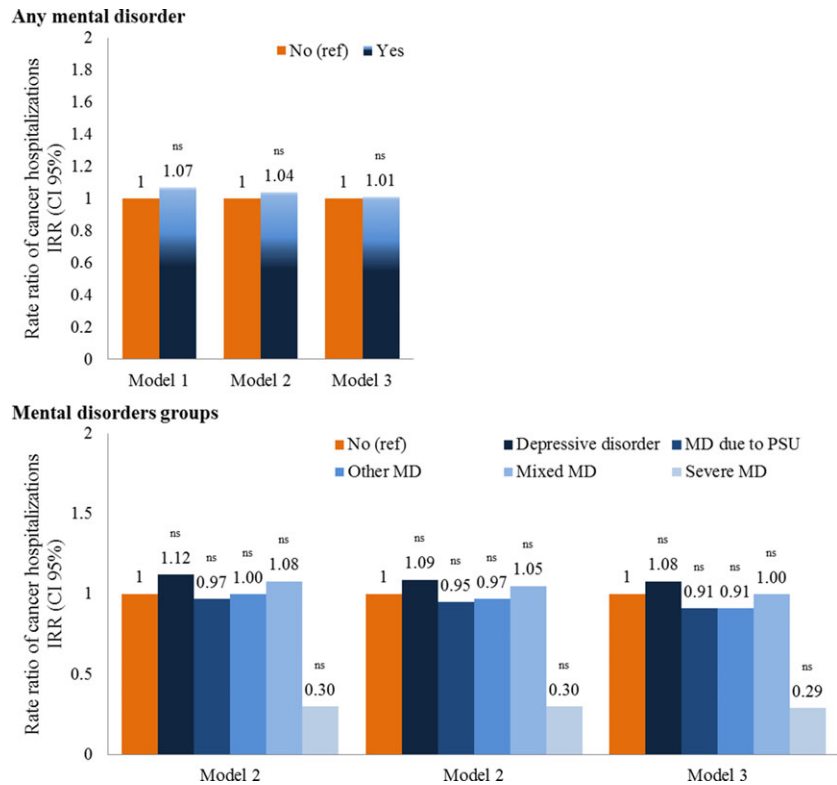 Any mental disorder
Rate ratio of cancer hospitalizations
IRR (CI 95%)
2
1.8
1.6
1.4
1.2
1
0.8
0.6
0.4
0.2
0
No (ref) Yes
ns ns ns
1 1.07 1 1.04 1 1.01
Model 1 Model 2 Model 3
Mental disorders groups
Rate ratio of cancer hospitalizations
IRR (CI 95%)
2
1.5
1
0.5
0
No (ref) Depressive disorder MD due to PSU
Other MD Mixed MD Severe MD
ns ns ns ns ns ns ns ns ns ns ns ns ns ns ns
1 1.12 0.97 1.00 1.08 0.30 1 1.09 0.95 0.97 1.05 0.30 1 1.08 0.91 0.91 1.00 0.29
Model 2 Model 2 Model 3